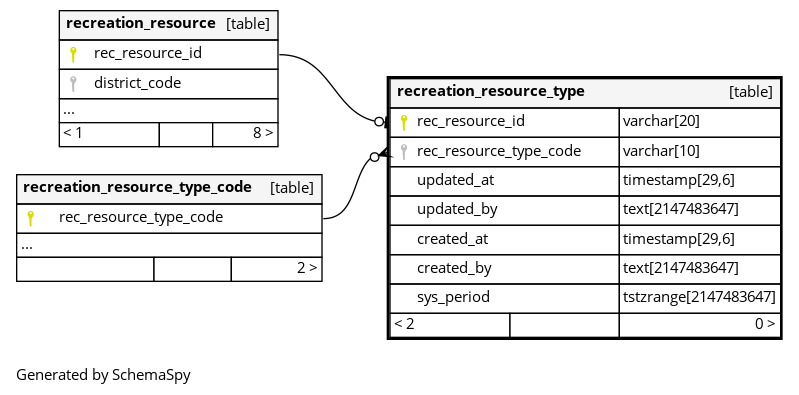 recreation_resource [table]
rec_resource_id
district_code
...
< 1 8 >
recreation_resource_type_code [table]
rec_resource_type_code
...
2 >
recreation_resource_type [table]
rec_resource_id varchar[20]
rec_resource_type_code varchar[10]
updated_at timestamp[29,6]
updated_by text[2147483647]
created_at timestamp[29,6]
created_by text[2147483647]
sys_period tstzrange[2147483647]
< 2 0 >
Generated by SchemaSpy